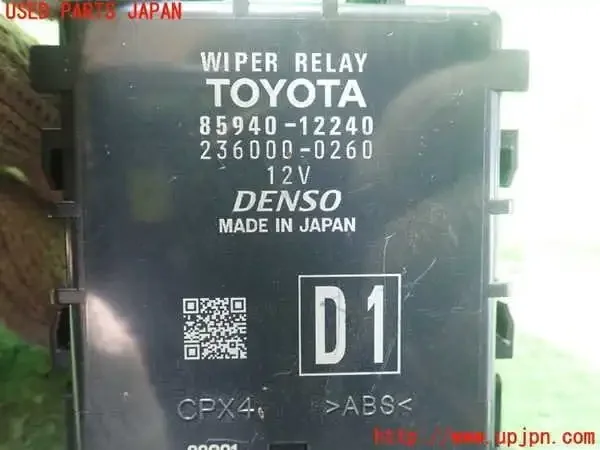 USED PARTS JAPAN
WIPER RELAY
TOYOTA
85940-12240
236000-0260
12V
DENSO
MADE IN JAPAN
D1
CPX4
>ABS<
http://www.upjpn.com